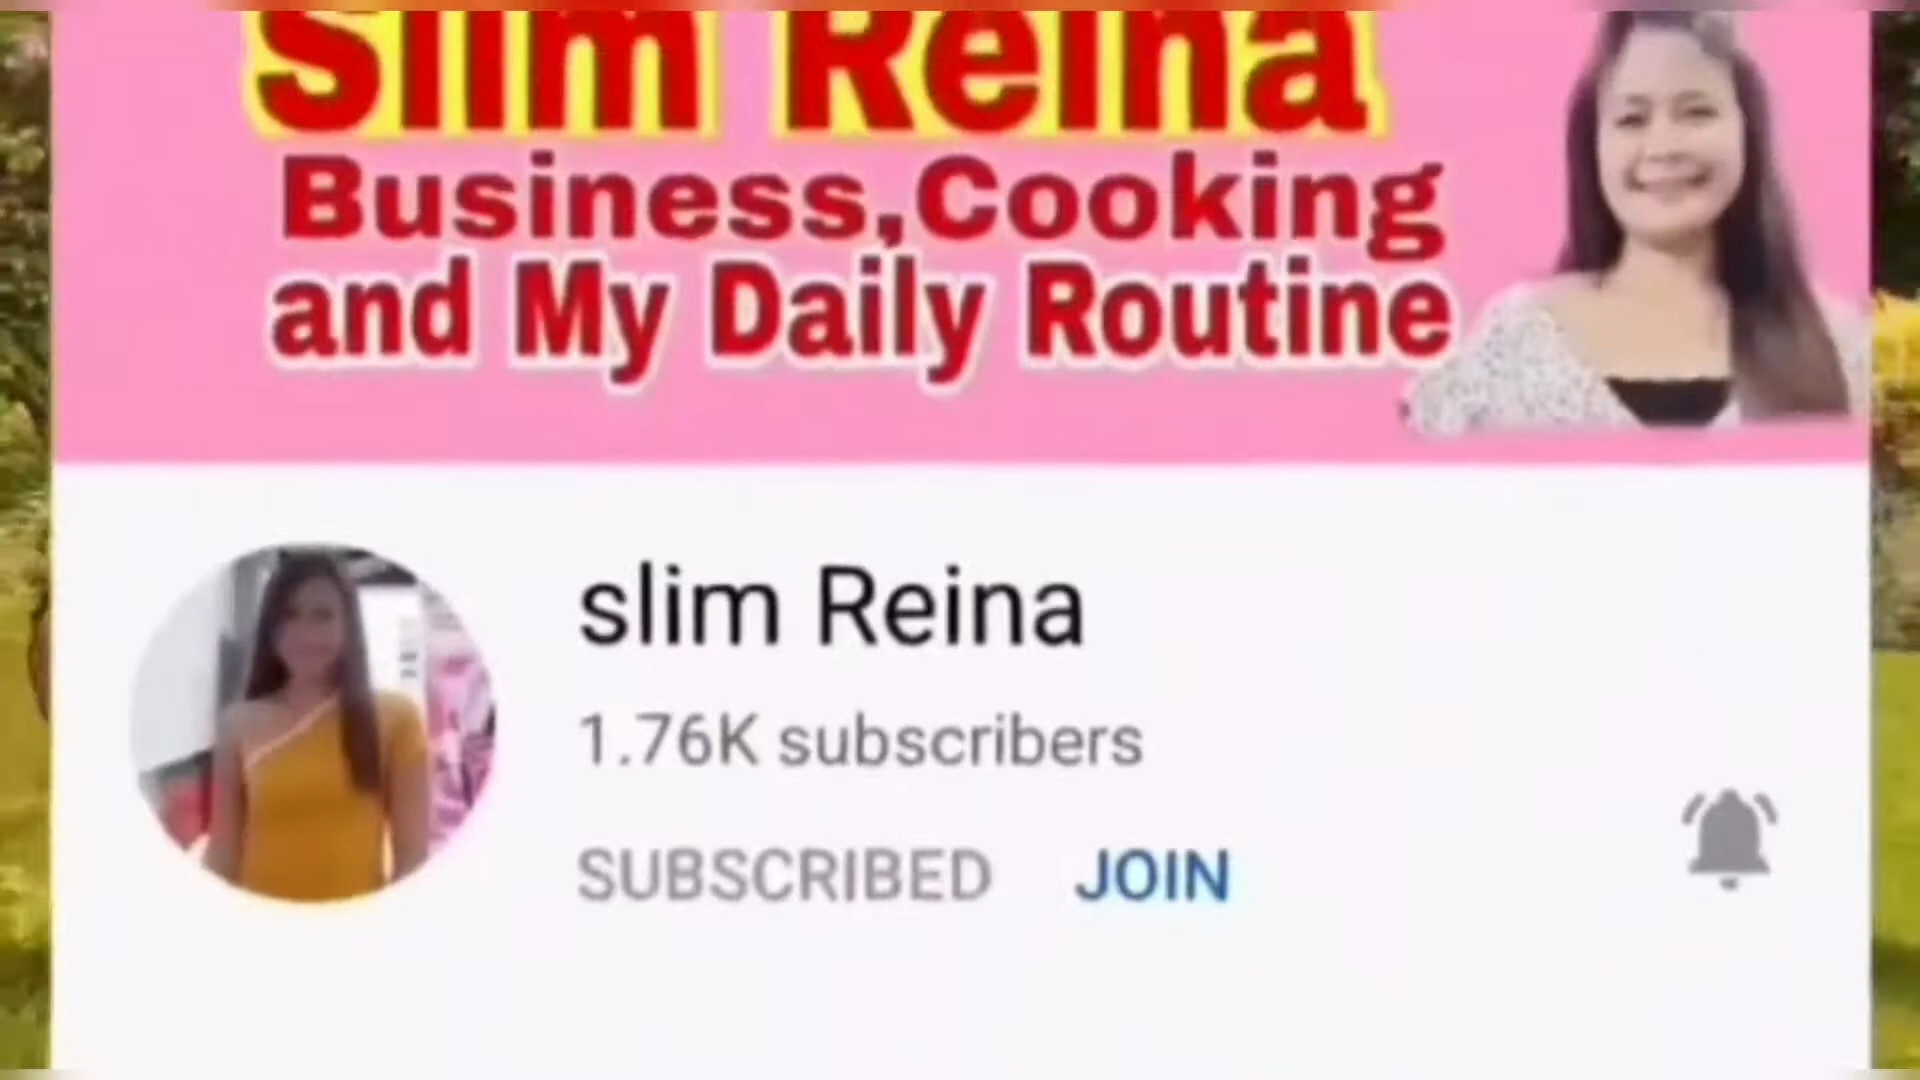 Slim Reina
Business,Cooking
and My Daily Routine
slim Reina
1.76K subscribers
SUBSCRIBED JOIN